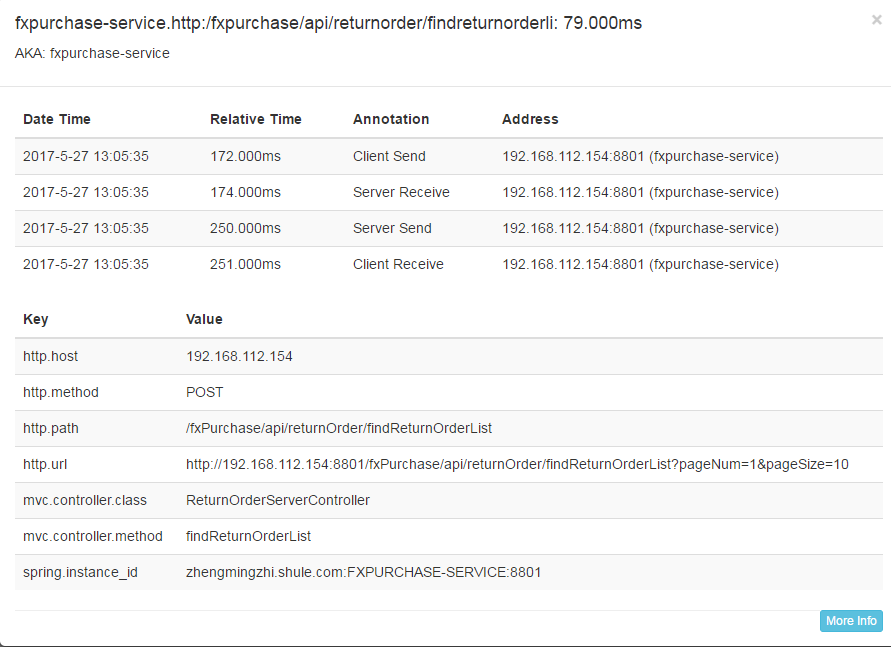 fxpurchase-service.http:/fxpurchase/api/returnorder/findreturnorderli: 79.000ms
×
AKA: fxpurchase-service
Date Time Relative Time Annotation Address
2017-5-27 13:05:35 172.000ms Client Send 192.168.112.154:8801 (fxpurchase-service)
2017-5-27 13:05:35 174.000ms Server Receive 192.168.112.154:8801 (fxpurchase-service)
2017-5-27 13:05:35 250.000ms Server Send 192.168.112.154:8801 (fxpurchase-service)
2017-5-27 13:05:35 251.000ms Client Receive 192.168.112.154:8801 (fxpurchase-service)
Key Value
http.host 192.168.112.154
http.method POST
http.path /fxPurchase/api/returnOrder/findReturnOrderList
http.url http://192.168.112.154:8801/fxPurchase/api/returnOrder/findReturnOrderList?pageNum=1&pageSize=10
mvc.controller.class ReturnOrderServerController
mvc.controller.method findReturnOrderList
spring.instance_id zhengmingzhi.shule.com:FXPURCHASE-SERVICE:8801
More Info